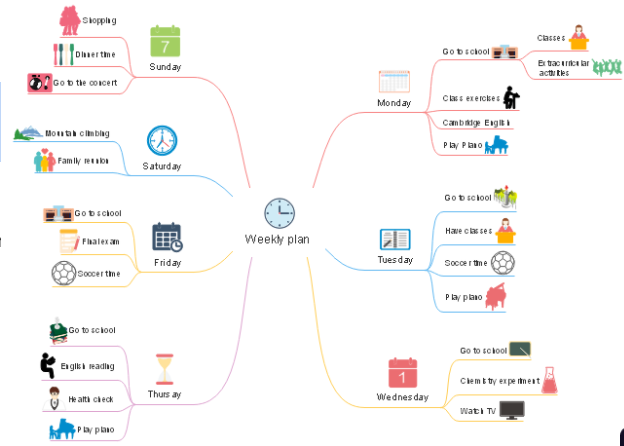 Weekly plan
Monday
Go to school
Classes
Extracurricular
activities
Class exercises
Cambridge English
Play Piano
Tuesday
Go to school
Have classes
Soccer time
Play piano
Wednesday
1
Go to school
Chemistry experiment
Watch TV
Thursay
Go to school
English reading
Health check
Play piano
Friday
Go to school
Final exam
Soccer time
Saturday
Mountain climbing
Family reunion
7
Sunday
Shopping
Dinner time
Go to the concert